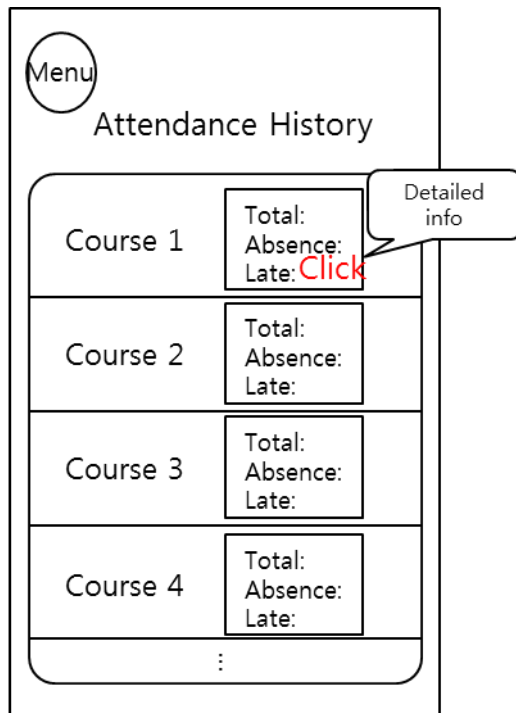 Menu
Attendance History
Detailed
info
Course 1
Total:
Absence:
Late:
Click
Course 2
Total:
Absence:
Late:
Course 3
Total:
Absence:
Late:
Course 4
Total:
Absence:
Late:
⋮